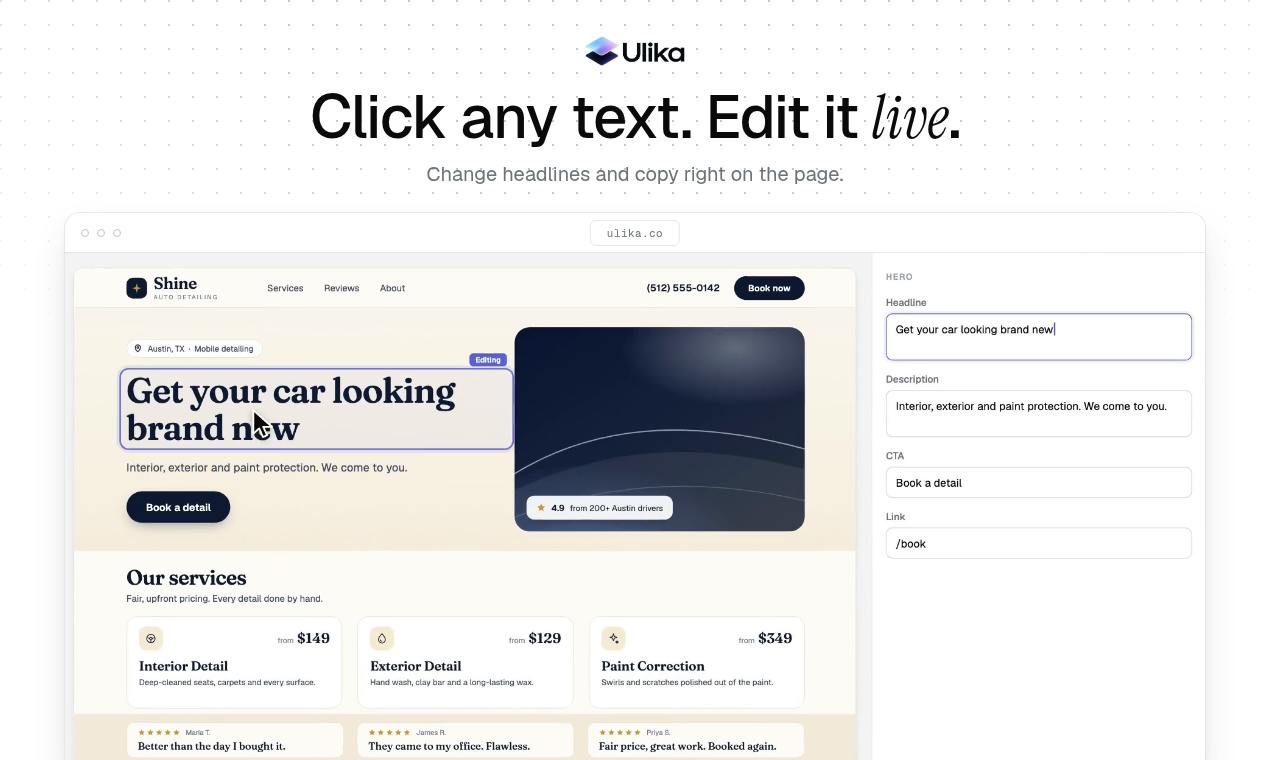 Ulika
Click any text. Edit it live.
Change headlines and copy right on the page.
ulika.co
Shine
AUTO DETAILING
Services
Reviews
About
(512) 555-0142
Book now
Austin, TX · Mobile detailing
Editing
Get your car looking
brand new
Interior, exterior and paint protection. We come to you.
Book a detail
4.9 from 200+ Austin drivers
Our services
Fair, upfront pricing. Every detail done by hand.
from $149
Interior Detail
Deep-cleaned seats, carpets and every surface.
from $129
Exterior Detail
Hand wash, clay bar and a long-lasting wax.
from $349
Paint Correction
Swirls and scratches polished out of the paint.
Maria T.
Better than the day I bought it.
James R.
They came to my office. Flawless.
Priya S.
Fair price, great work. Booked again.
HERO
Headline
Get your car looking brand new
Description
Interior, exterior and paint protection. We come to you.
CTA
Book a detail
Link
/book